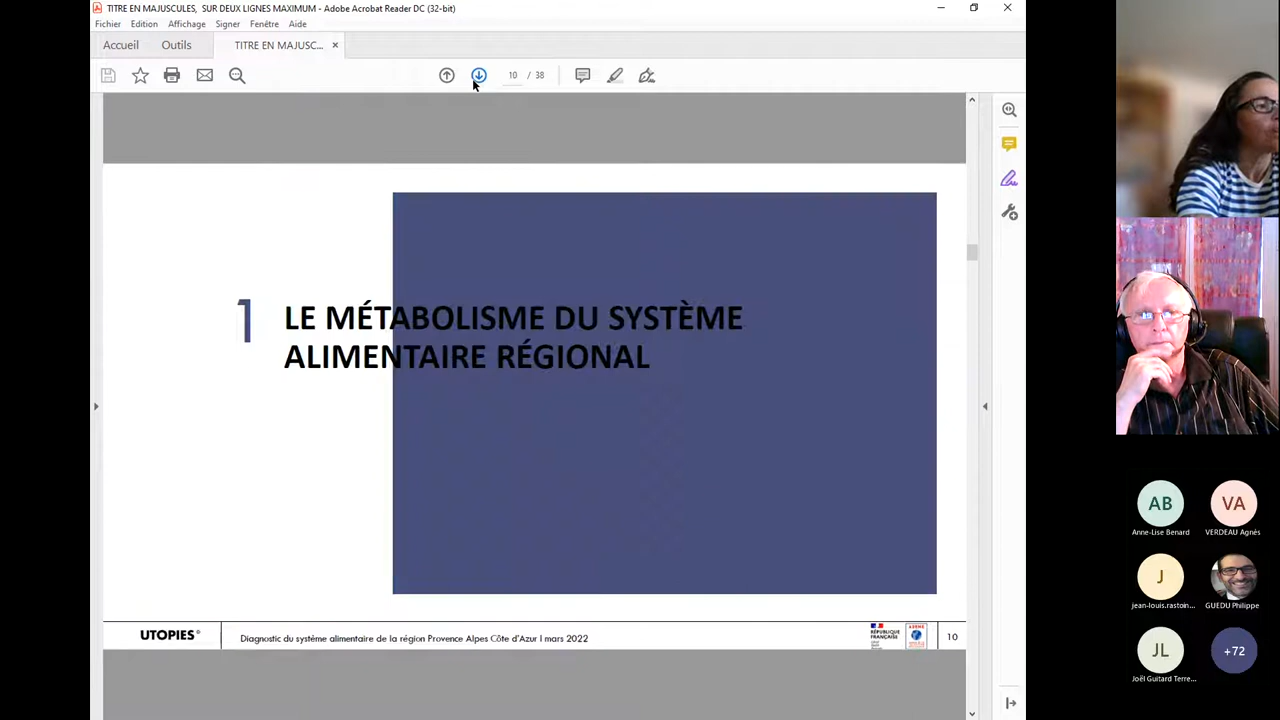 TITRE EN MAJUSCULES, SUR DEUX LIGNES MAXIMUM - Adobe Acrobat Reader DC (32-bit)
Fichier Edition Affichage Signer Fenêtre Aide
Accueil Outils TITRE EN MAJUSC... ×
10 / 38
1 LE MÉTABOLISME DU SYSTÈME
ALIMENTAIRE RÉGIONAL
UTOPIES Diagnostic du système alimentaire de la région Provence Alpes Côte d'Azur I mars 2022 RÉPUBLIQUE FRANÇAISE 10
AB VA
Anne-Lise Benard VERDEAU Agnés
J
jean-louis.rastoin... GUEDU Philippe
JL +72
Joël Guitard Terre...